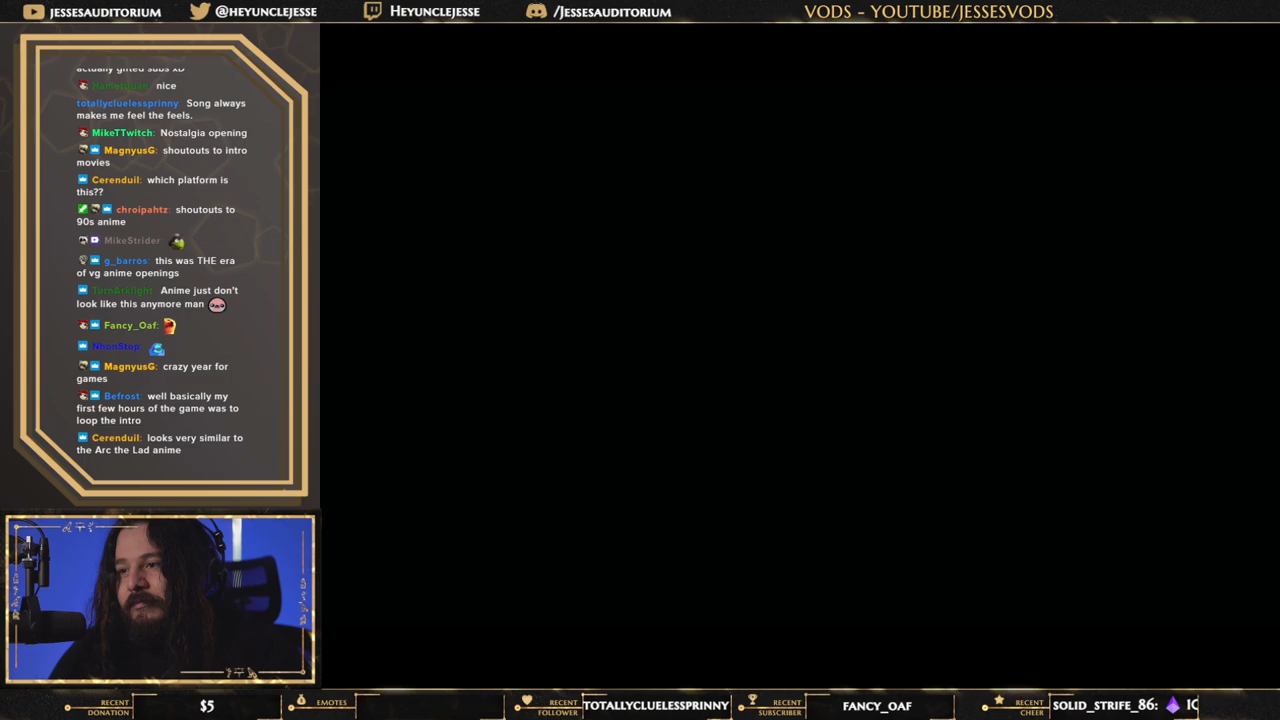 JESSESAUDITORIUM
@HEYUNCLEJESSE
HEYUNCLEJESSE
/JESSESAUDITORIUM
VODS - YOUTUBE/JESSESVODS
actually gifted subs xD
nice
totallycluelessprinny Song always
makes me feel the feels.
MikeTTwitch: Nostalgia opening
MagnyusG: shoutouts to intro
movies
Cerenduil: which platform is
this??
chroipahtz: shoutouts to
90s anime
MikeStrider
g_barros: this was THE era
of vg anime openings
Anime just don't
look like this anymore man
Fancy_Oaf:
NhonStop:
MagnyusG: crazy year for
games
Befrost: well basically my
first few hours of the game was to
loop the intro
Cerenduil: looks very similar to
the Arc the Lad anime
RECENT
DONATION
$5
EMOTES
RECENT
FOLLOWER
TOTALLYCLUELESSPRINNY
RECENT
SUBSCRIBER
FANCY_OAF
RECENT
CHEER
SOLID_STRIFE_86: